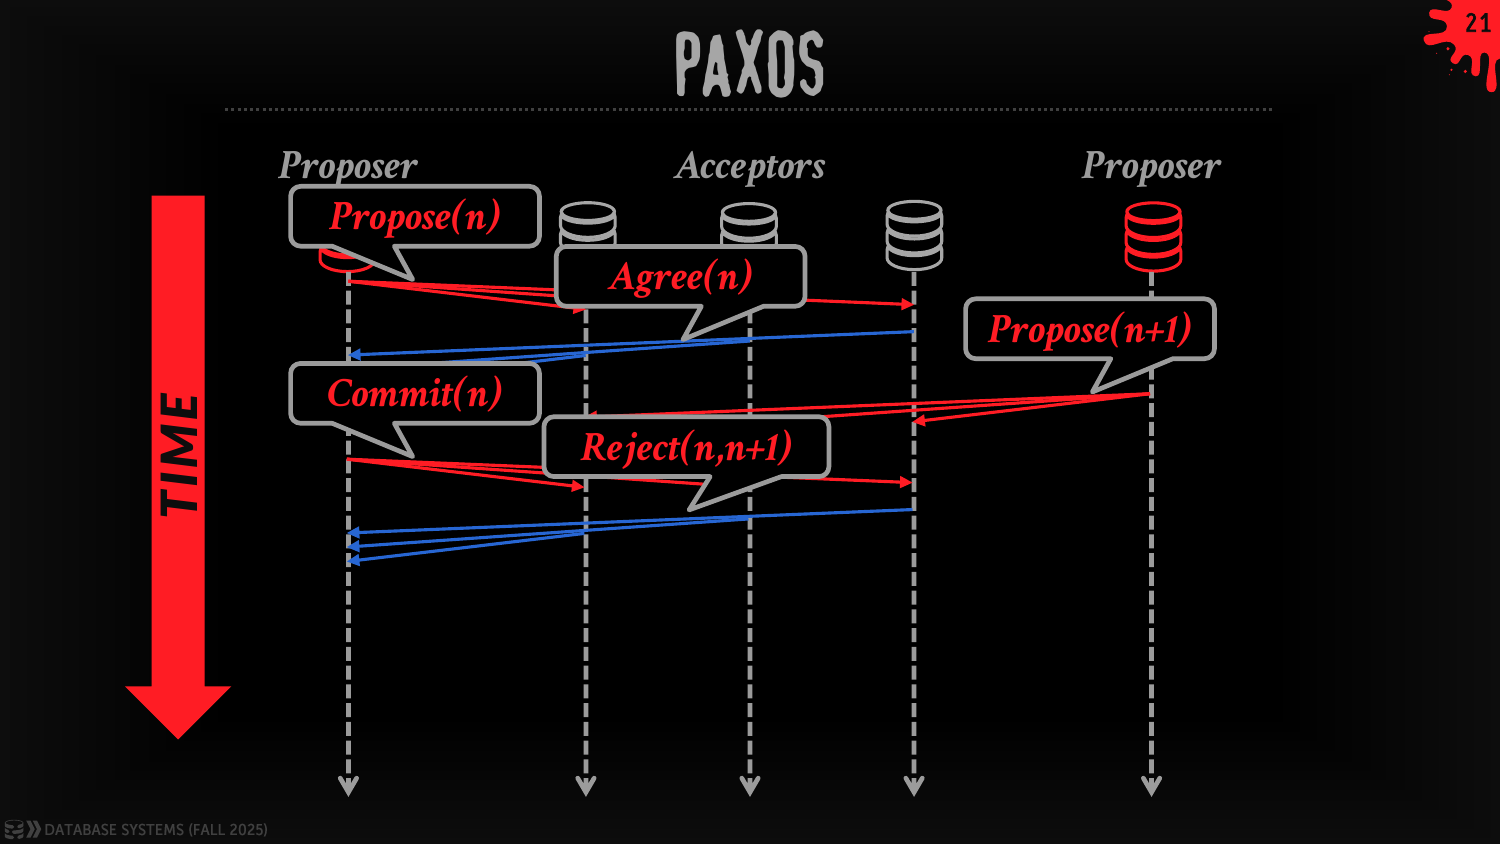 21
PAXOS
Proposer
Acceptors
Proposer
Propose(n)
Agree(n)
Propose(n+1)
Commit(n)
Reject(n,n+1)
TIME
DATABASE SYSTEMS (FALL 2025)